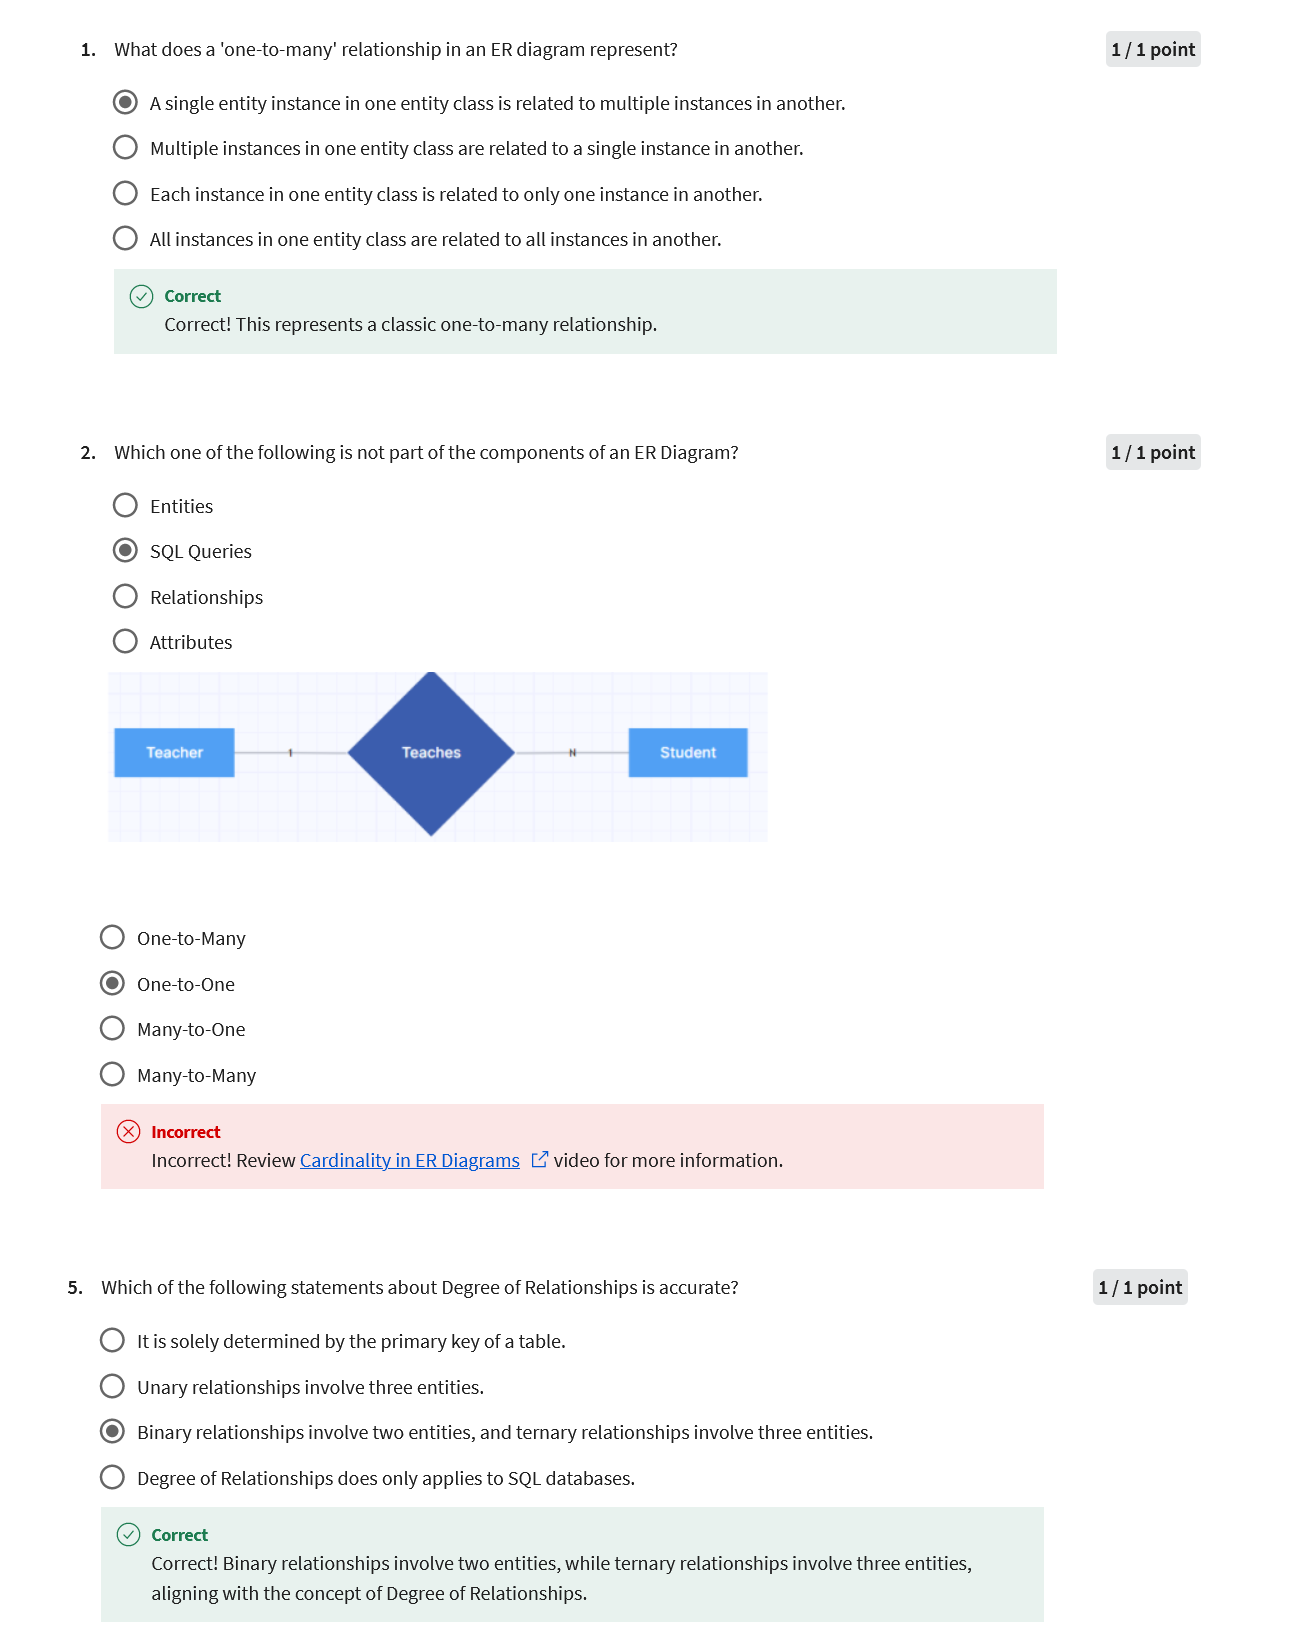 1. What does a 'one-to-many' relationship in an ER diagram represent?
1 / 1 point
A single entity instance in one entity class is related to multiple instances in another.
Multiple instances in one entity class are related to a single instance in another.
Each instance in one entity class is related to only one instance in another.
All instances in one entity class are related to all instances in another.
Correct
Correct! This represents a classic one-to-many relationship.
2. Which one of the following is not part of the components of an ER Diagram?
1 / 1 point
Entities
SQL Queries
Relationships
Attributes
Teacher 1 Teaches N Student
One-to-Many
One-to-One
Many-to-One
Many-to-Many
Incorrect
Incorrect! Review Cardinality in ER Diagrams video for more information.
5. Which of the following statements about Degree of Relationships is accurate?
1 / 1 point
It is solely determined by the primary key of a table.
Unary relationships involve three entities.
Binary relationships involve two entities, and ternary relationships involve three entities.
Degree of Relationships does only applies to SQL databases.
Correct
Correct! Binary relationships involve two entities, while ternary relationships involve three entities,
aligning with the concept of Degree of Relationships.